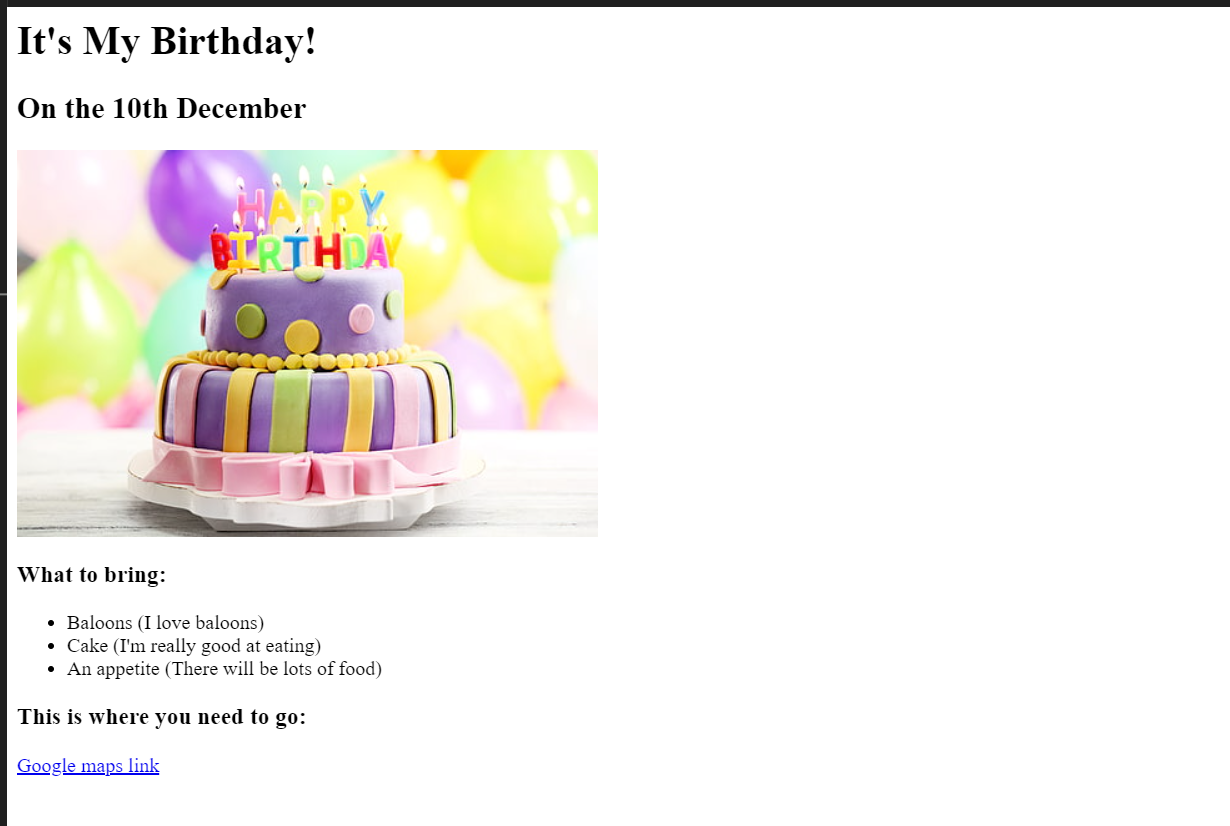 It's My Birthday!
On the 10th December
HAPPY
BIRTHDAY
What to bring:
Baloons (I love baloons)
Cake (I'm really good at eating)
An appetite (There will be lots of food)
This is where you need to go:
Google maps link